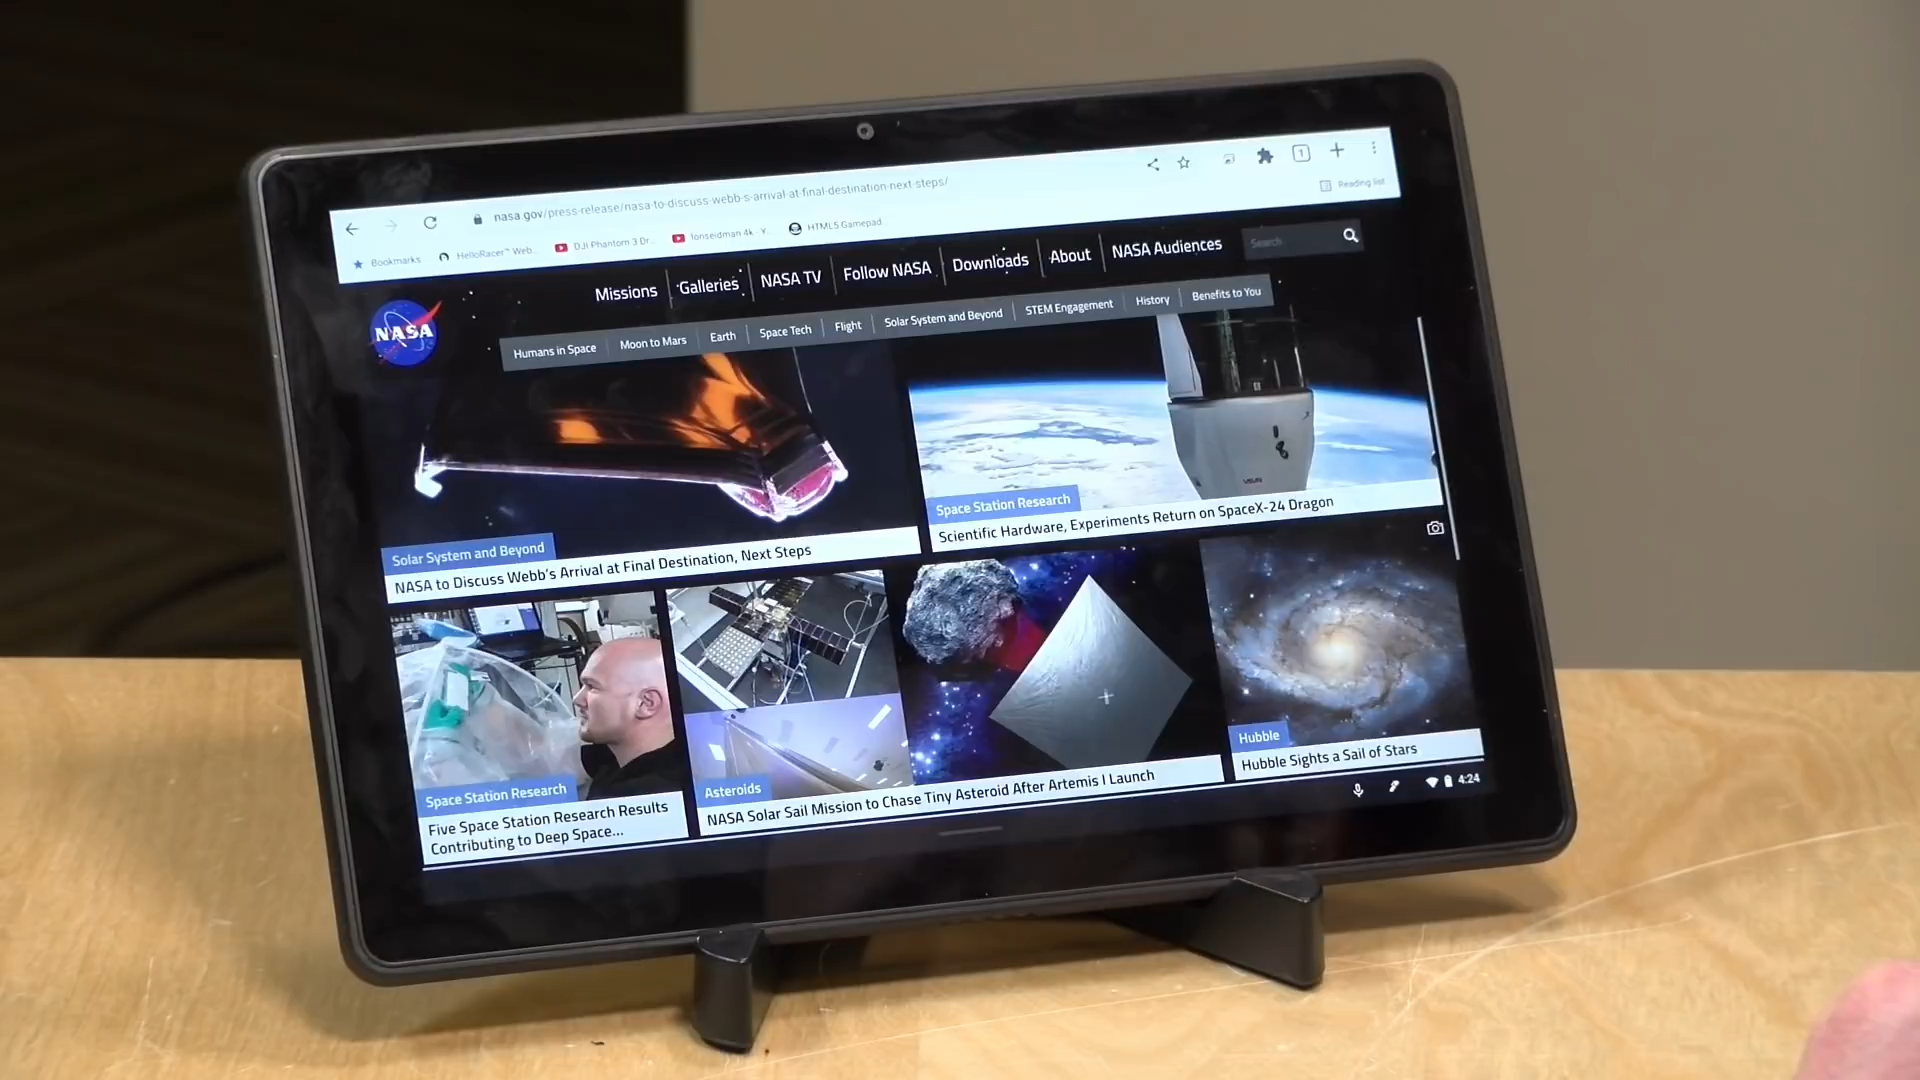 nasa.gov/press-release/nasa-to-discuss-webb-s-arrival-at-final-destination-next-steps/
1
Reading list
Bookmarks
HelloRacer™ Web...
DJI Phantom 3 Dr...
lonseidman 4k - Y...
HTML5 Gamepad
NASA
Missions
Galleries
NASA TV
Follow NASA
Downloads
About
NASA Audiences
Search
Humans in Space
Moon to Mars
Earth
Space Tech
Flight
Solar System and Beyond
STEM Engagement
History
Benefits to You
Solar System and Beyond
NASA to Discuss Webb's Arrival at Final Destination, Next Steps
Space Station Research
Scientific Hardware, Experiments Return on SpaceX-24 Dragon
Space Station Research
Five Space Station Research Results
Contributing to Deep Space...
Asteroids
NASA Solar Sail Mission to Chase Tiny Asteroid After Artemis I Launch
Hubble
Hubble Sights a Sail of Stars
4:24